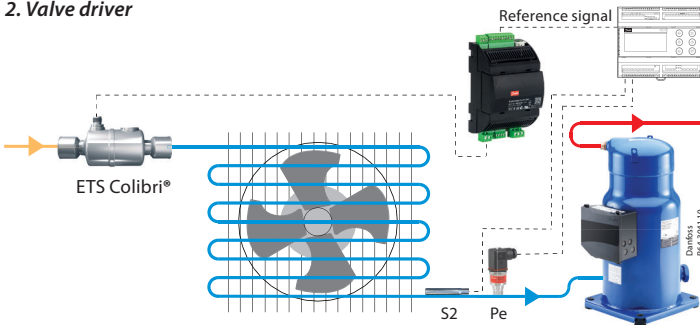 2. Valve driver
Reference signal
ETS Colibri®
S2
Pe
Danfoss